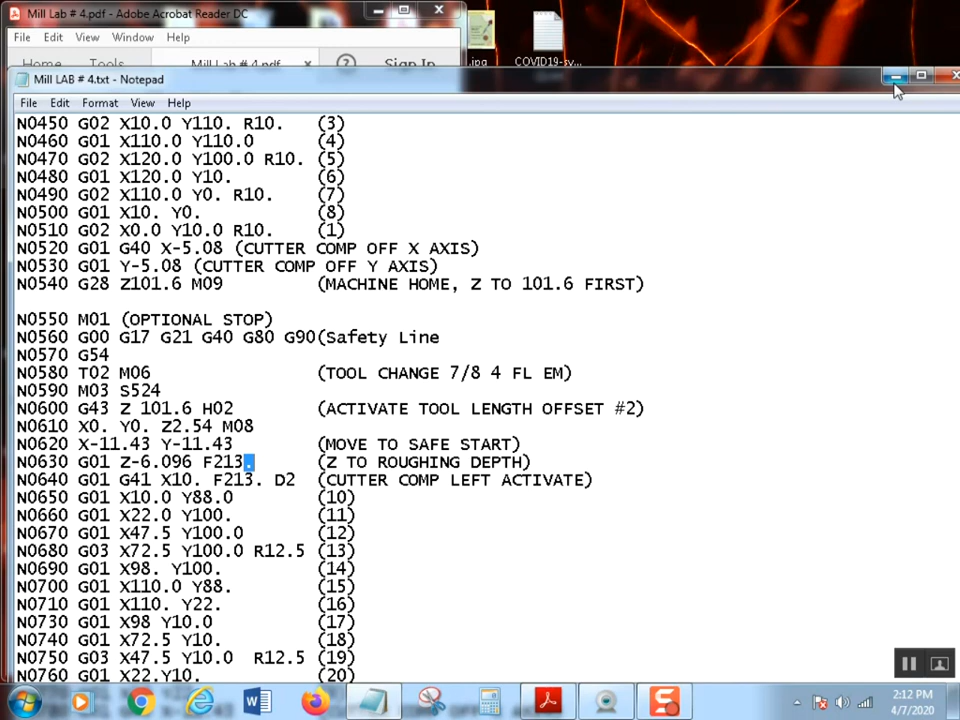 Mill Lab # 4.pdf - Adobe Acrobat Reader DC
File Edit View Window Help
Home Tools Mill Lab # 4.pdf Sign In
.jpg COVID19-sy...
Mill LAB # 4.txt - Notepad
File Edit Format View Help
N0450 G02 X10.0 Y110. R10. (3)
N0460 G01 X110.0 Y110.0 (4)
N0470 G02 X120.0 Y100.0 R10. (5)
N0480 G01 X120.0 Y10. (6)
N0490 G02 X110.0 Y0. R10. (7)
N0500 G01 X10. Y0. (8)
N0510 G02 X0.0 Y10.0 R10. (1)
N0520 G01 G40 X-5.08 (CUTTER COMP OFF X AXIS)
N0530 G01 Y-5.08 (CUTTER COMP OFF Y AXIS)
N0540 G28 Z101.6 M09 (MACHINE HOME, Z TO 101.6 FIRST)
N0550 M01 (OPTIONAL STOP)
N0560 G00 G17 G21 G40 G80 G90(Safety Line
N0570 G54
N0580 T02 M06 (TOOL CHANGE 7/8 4 FL EM)
N0590 M03 S524
N0600 G43 Z 101.6 H02 (ACTIVATE TOOL LENGTH OFFSET #2)
N0610 X0. Y0. Z2.54 M08
N0620 X-11.43 Y-11.43 (MOVE TO SAFE START)
N0630 G01 Z-6.096 F213. (Z TO ROUGHING DEPTH)
N0640 G01 G41 X10. F213. D2 (CUTTER COMP LEFT ACTIVATE)
N0650 G01 X10.0 Y88.0 (10)
N0660 G01 X22.0 Y100. (11)
N0670 G01 X47.5 Y100.0 (12)
N0680 G03 X72.5 Y100.0 R12.5 (13)
N0690 G01 X98. Y100. (14)
N0700 G01 X110.0 Y88. (15)
N0710 G01 X110. Y22. (16)
N0730 G01 X98 Y10.0 (17)
N0740 G01 X72.5 Y10. (18)
N0750 G03 X47.5 Y10.0 R12.5 (19)
N0760 G01 X22.Y10. (20)
2:12 PM
4/7/2020